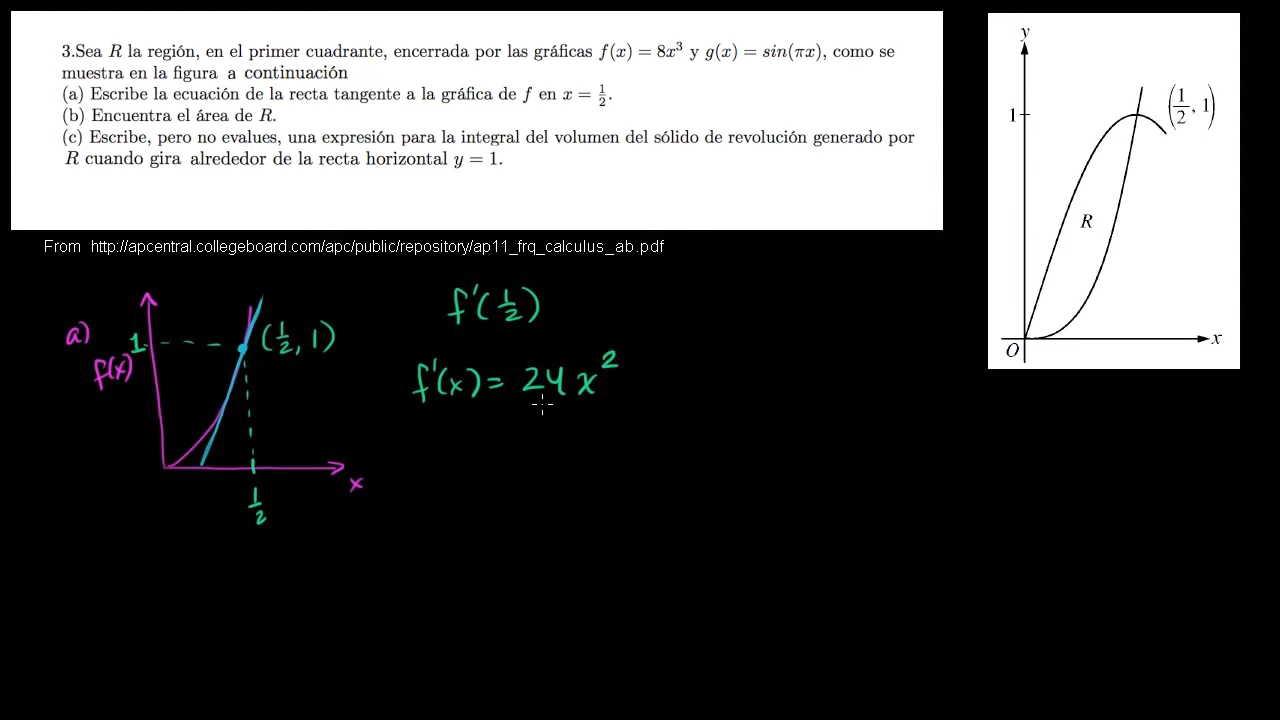 3.Sea R la región, en el primer cuadrante, encerrada por las gráficas f(x) = 8x³ y g(x) = sin(πx), como se
muestra en la figura a continuación
(a) Escribe la ecuación de la recta tangente a la gráfica de f en x = 1/2.
(b) Encuentra el área de R.
(c) Escribe, pero no evalues, una expresión para la integral del volumen del sólido de revolución generado por
R cuando gira alrededor de la recta horizontal y = 1.
From http://apcentral.collegeboard.com/apc/public/repository/ap11_frq_calculus_ab.pdf
y
1
(1/2, 1)
R
O
x
a)
f(x)
1
(1/2, 1)
x
1/2
f'(1/2)
f'(x) = 24x²